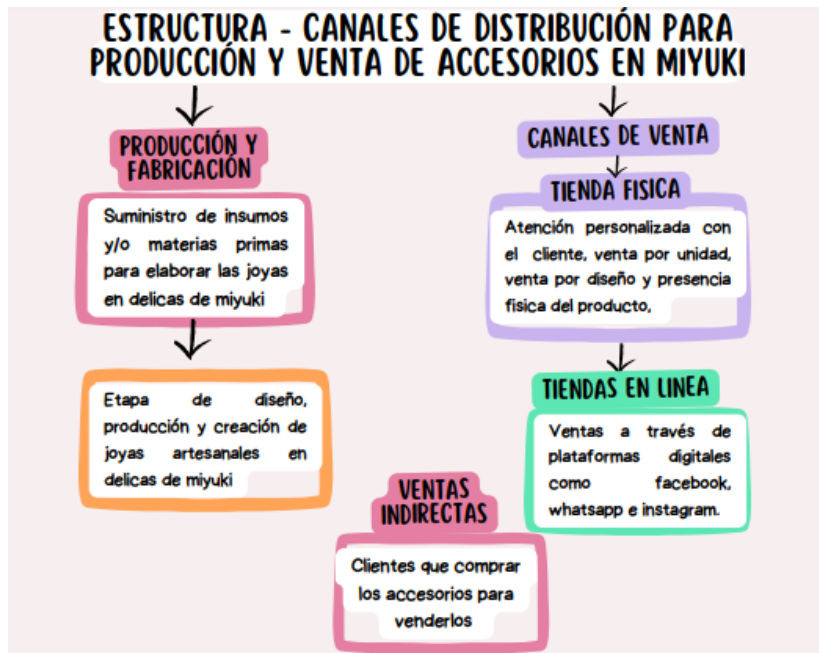 ESTRUCTURA - CANALES DE DISTRIBUCIÓN PARA
PRODUCCIÓN Y VENTA DE ACCESORIOS EN MIYUKI
PRODUCCIÓN Y
FABRICACIÓN
Suministro de insumos
y/o materias primas
para elaborar las joyas
en delicas de miyuki
Etapa de diseño,
producción y creación de
joyas artesanales en
delicas de miyuki
CANALES DE VENTA
TIENDA FISICA
Atención personalizada con
el cliente, venta por unidad,
venta por diseño y presencia
fisica del producto,
TIENDAS EN LINEA
Ventas a través de
plataformas digitales
como facebook,
whatsapp e instagram.
VENTAS
INDIRECTAS
Clientes que comprar
los accesorios para
venderlos